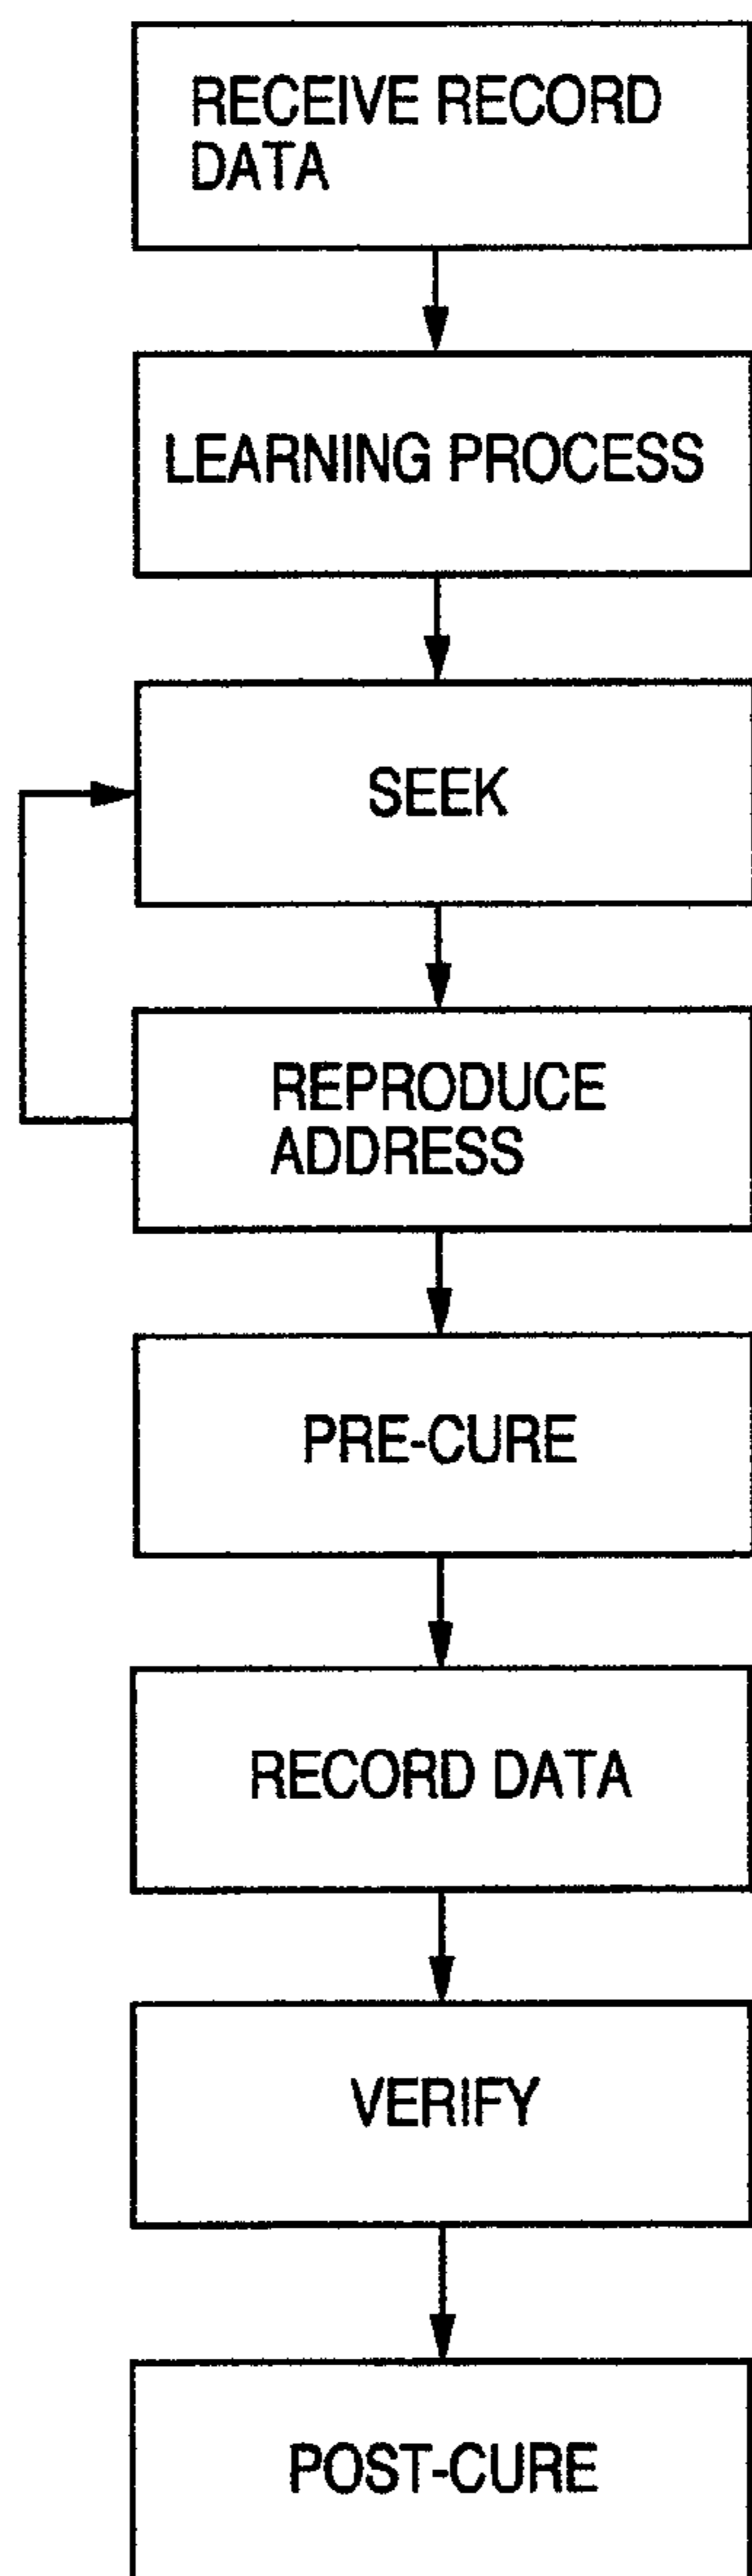 RECEIVE RECORD
DATA
LEARNING PROCESS
SEEK
REPRODUCE
ADDRESS
PRE-CURE
RECORD DATA
VERIFY
POST-CURE